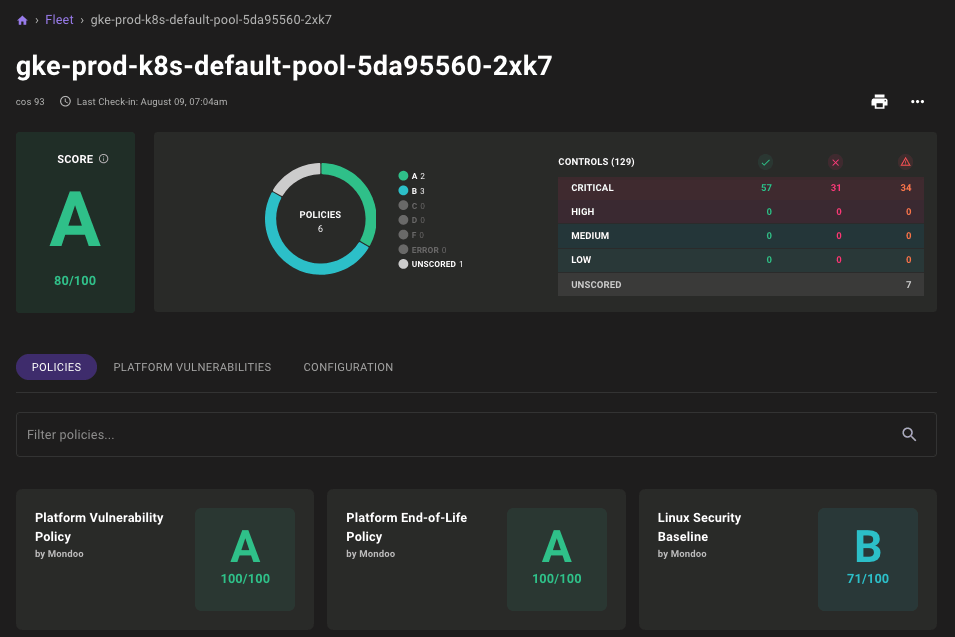 › Fleet › gke-prod-k8s-default-pool-5da95560-2xk7
gke-prod-k8s-default-pool-5da95560-2xk7
cos 93 Last Check-in: August 09, 07:04am
SCORE
A
80/100
POLICIES
6
A 2
B 3
C 0
D 0
F 0
ERROR 0
UNSCORED 1
CONTROLS (129)
CRITICAL 57 31 34
HIGH 0 0 0
MEDIUM 0 0 0
LOW 0 0 0
UNSCORED 7
POLICIES PLATFORM VULNERABILITIES CONFIGURATION
Filter policies...
Platform Vulnerability
Policy
by Mondoo
A
100/100
Platform End-of-Life
Policy
by Mondoo
A
100/100
Linux Security
Baseline
by Mondoo
B
71/100